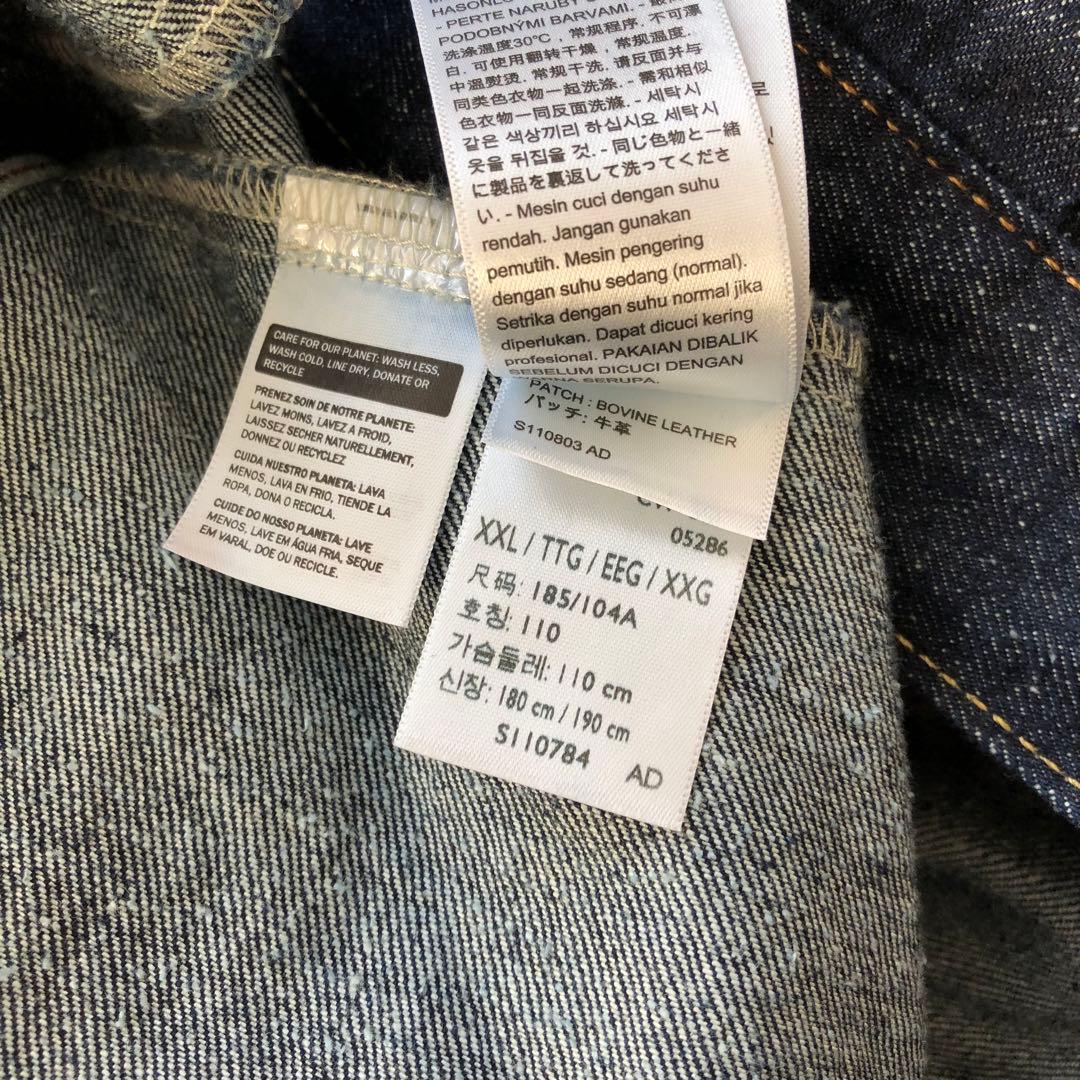 - PERTE NARUBY
PODOBNÝMI BARVAMI. - 最高
洗涤温度30℃, 常规程序. 不可漂
白. 可使用翻转干燥, 常规温度.
中温熨烫. 常规干洗. 请反面并与
同类色衣物一起洗涤. - 需和相似
色衣物一同反面洗滌. - 세탁시
같은 색상끼리 하십시요 세탁시
옷을 뒤집을 것. - 同じ色物と一緒
に製品を裏返して洗ってくださ
い. - Mesin cuci dengan suhu
rendah. Jangan gunakan
pemutih. Mesin pengering
dengan suhu sedang (normal).
Setrika dengan suhu normal jika
diperlukan. Dapat dicuci kering
profesional. PAKAIAN DIBALIK
SEBELUM DICUCI DENGAN
SERUPA.
PATCH : BOVINE LEATHER
パッチ: 牛革
S110803 AD
05286
XXL / TTG / EEG / XXG
尺码: 185/104A
호칭: 110
가슴둘레: 110 cm
신장: 180 cm / 190 cm
S110784 AD
CARE FOR OUR PLANET: WASH LESS,
WASH COLD, LINE DRY, DONATE OR
RECYCLE
PRENEZ SOIN DE NOTRE PLANETE:
LAVEZ MOINS, LAVEZ A FROID,
LAISSEZ SECHER NATURELLEMENT,
DONNEZ OU RECYCLEZ
CUIDA NUESTRO PLANETA: LAVA
MENOS, LAVA EN FRIO, TIENDE LA
ROPA, DONA O RECICLA.
CUIDE DO NOSSO PLANETA: LAVE
MENOS, LAVE EM ÁGUA FRIA, SEQUE
EM VARAL, DOE OU RECICLE.